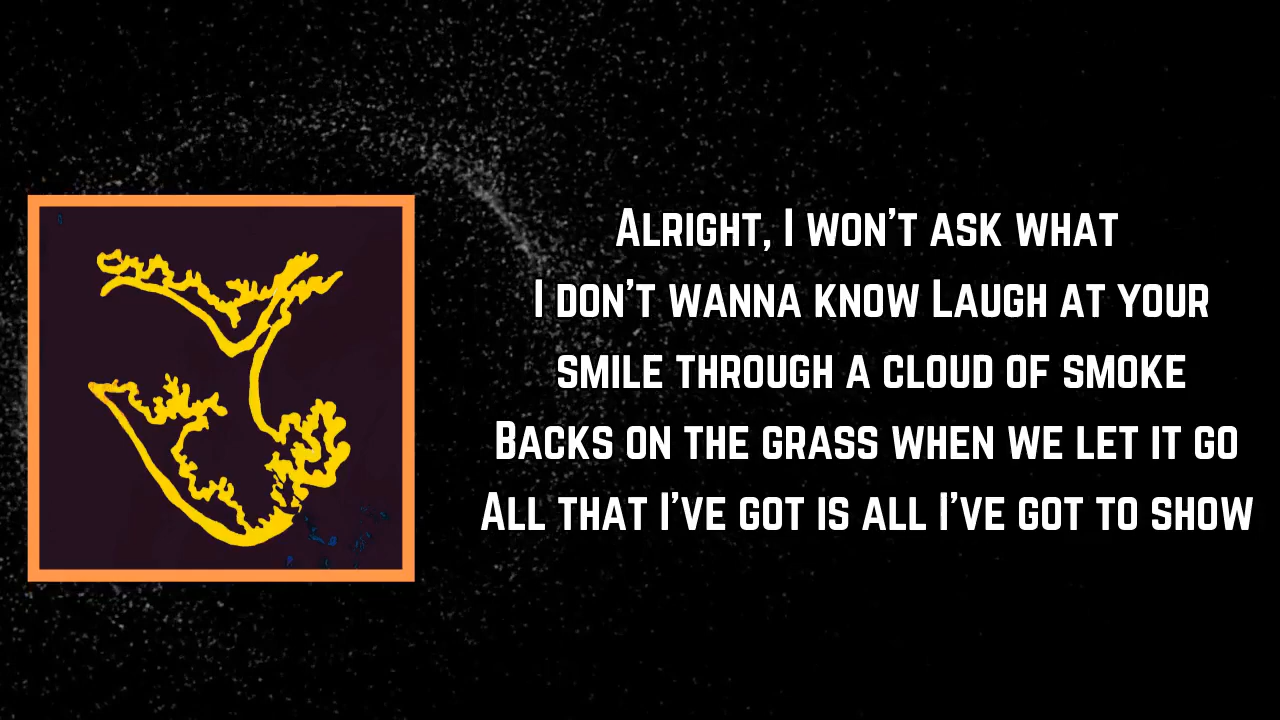 Alright, I won't ask what
I don't wanna know Laugh at your
smile through a cloud of smoke
Backs on the grass when we let it go
All that I've got is all I've got to show